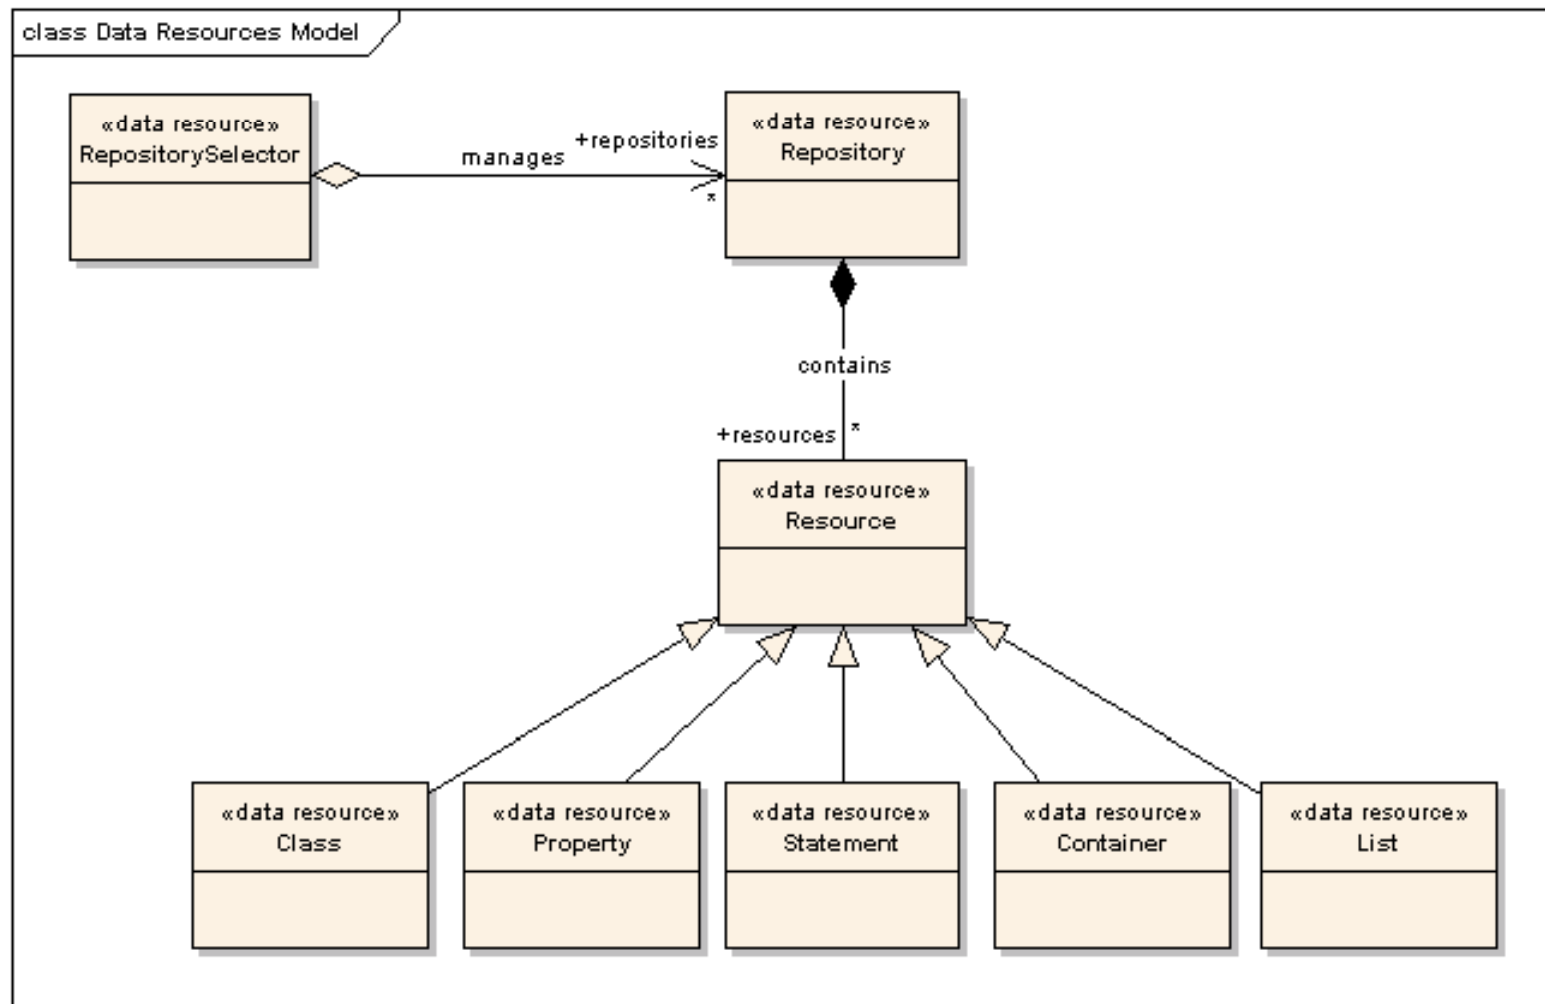 class Data Resources Model
«data resource»
RepositorySelector
manages
+repositories
*
«data resource»
Repository
contains
+resources
*
«data resource»
Resource
«data resource»
Class
«data resource»
Property
«data resource»
Statement
«data resource»
Container
«data resource»
List